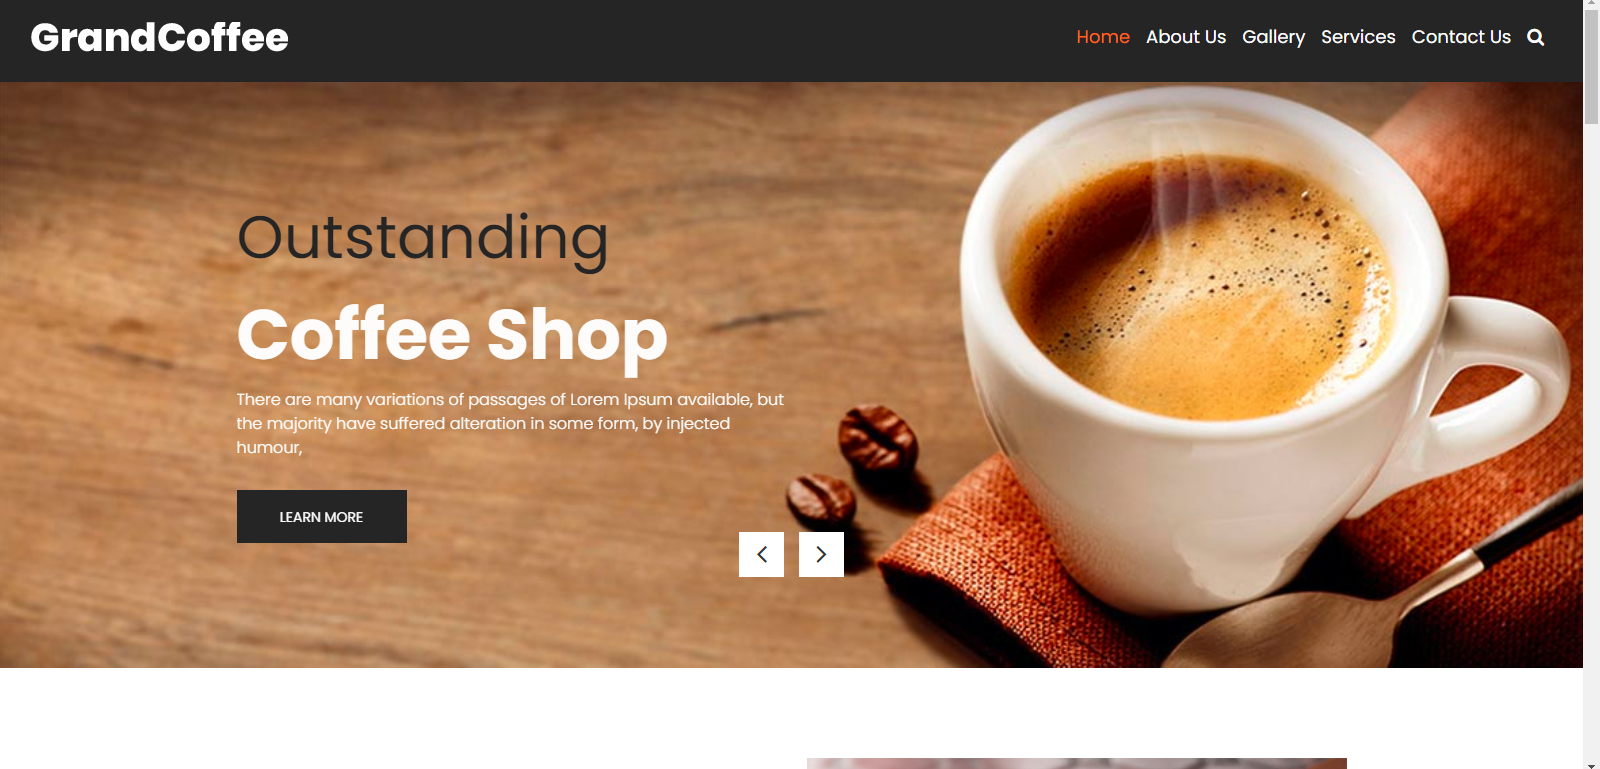 GrandCoffee
Home About Us Gallery Services Contact Us
Outstanding
Coffee Shop
There are many variations of passages of Lorem Ipsum available, but
the majority have suffered alteration in some form, by injected
humour,
LEARN MORE